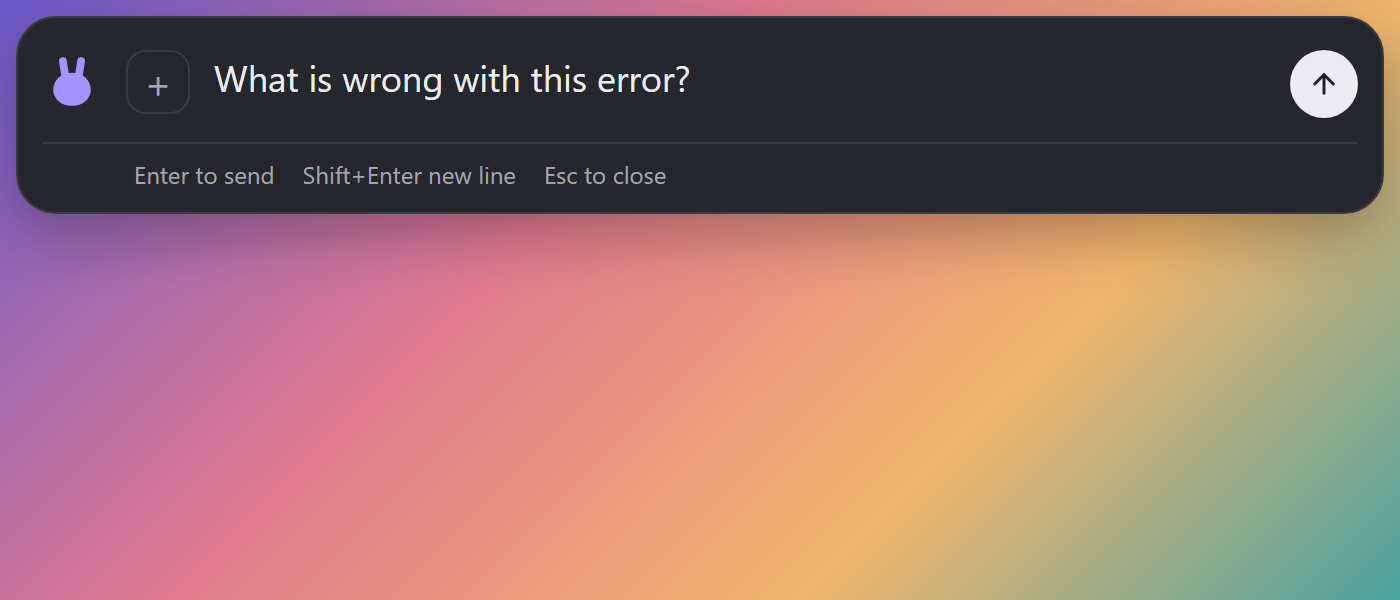 What is wrong with this error?
Enter to send Shift+Enter new line Esc to close